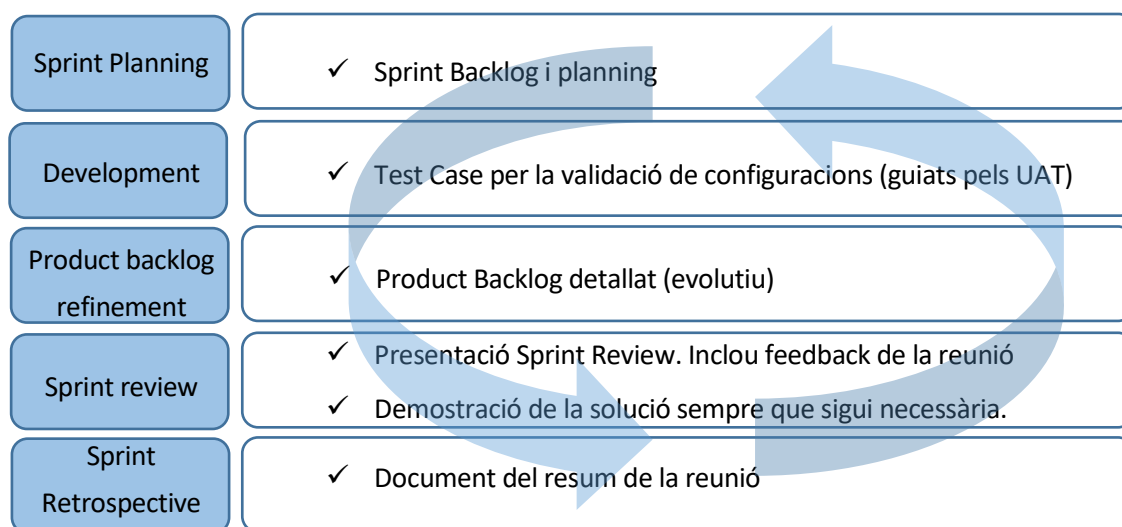 Sprint Planning
✓ Sprint Backlog i planning
Development
✓ Test Case per la validació de configuracions (guiats pels UAT)
Product backlog
refinement
✓ Product Backlog detallat (evolutiu)
Sprint review
✓ Presentació Sprint Review. Inclou feedback de la reunió
✓ Demostració de la solució sempre que sigui necessària.
Sprint
Retrospective
✓ Document del resum de la reunió